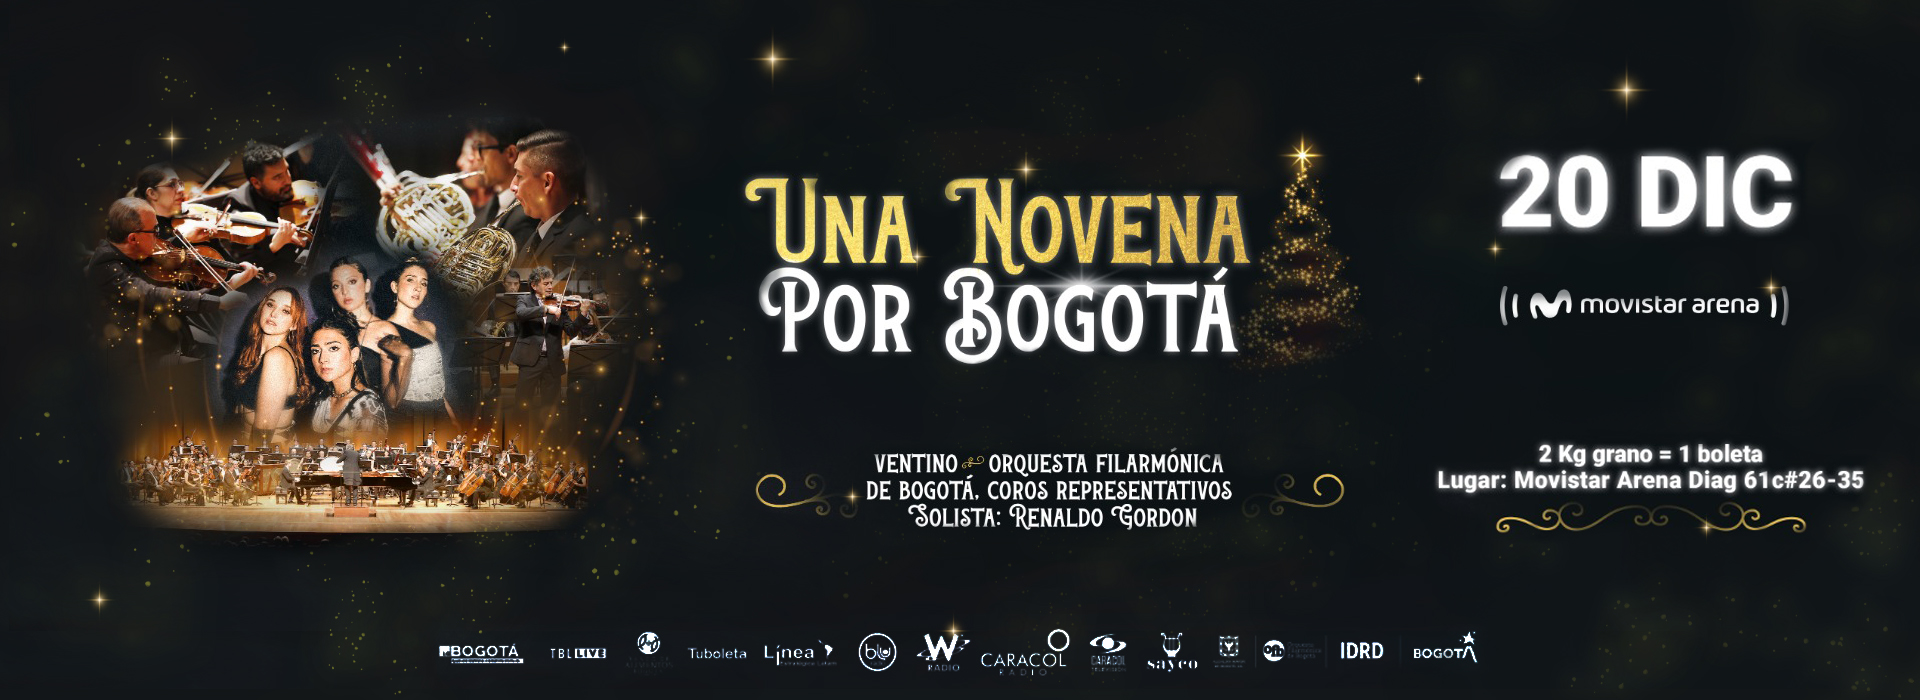 UNA NOVENA
POR BOGOTÁ
VENTINO ORQUESTA FILARMÓNICA
DE BOGOTÁ, COROS REPRESENTATIVOS
SOLISTA: RENALDO GORDON
20 DIC
movistar arena
2 Kg grano = 1 boleta
Lugar: Movistar Arena Diag 61c#26-35
BOGOTÁ
TBL LIVE
Tuboleta
Línea
blu
W RADIO
CARACOL RADIO
CARACOL
sayco
IDRD
BOGOTÁ